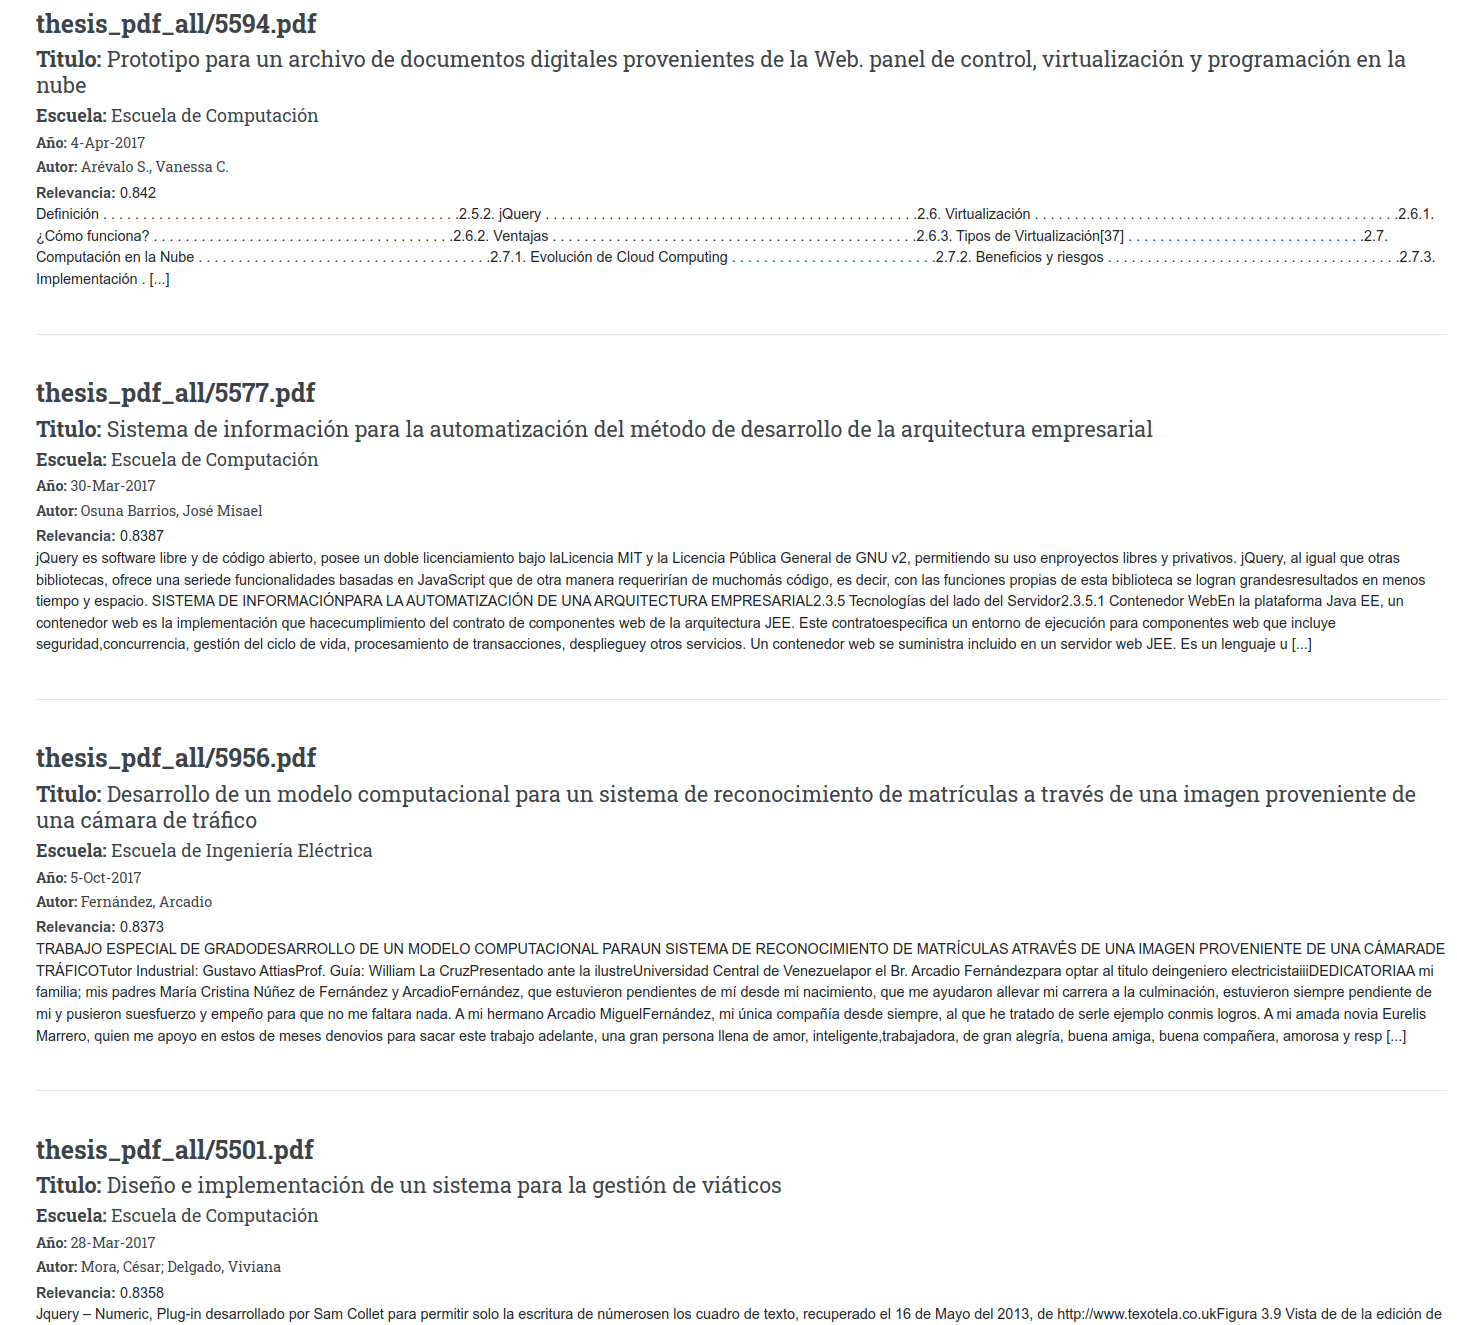 thesis_pdf_all/5594.pdf
Titulo: Prototipo para un archivo de documentos digitales provenientes de la Web. panel de control, virtualización y programación en la
nube
Escuela: Escuela de Computación
Año: 4-Apr-2017
Autor: Arévalo S., Vanessa C.
Relevancia: 0.842
Definición . . . . . . . . . . . . . . . . . . . . . . . . . . . . . . . . . . . . . . . . . . . . .2.5.2. jQuery . . . . . . . . . . . . . . . . . . . . . . . . . . . . . . . . . . . . . . . . . . . . . . .2.6. Virtualización . . . . . . . . . . . . . . . . . . . . . . . . . . . . . . . . . . . . . . . . . . . . . .2.6.1.
¿Cómo funciona? . . . . . . . . . . . . . . . . . . . . . . . . . . . . . . . . . . . . . .2.6.2. Ventajas . . . . . . . . . . . . . . . . . . . . . . . . . . . . . . . . . . . . . . . . . . . . . .2.6.3. Tipos de Virtualización[37] . . . . . . . . . . . . . . . . . . . . . . . . . . . . . .2.7.
Computación en la Nube . . . . . . . . . . . . . . . . . . . . . . . . . . . . . . . . . . . . .2.7.1. Evolución de Cloud Computing . . . . . . . . . . . . . . . . . . . . . . . . . .2.7.2. Beneficios y riesgos . . . . . . . . . . . . . . . . . . . . . . . . . . . . . . . . . . . . .2.7.3.
Implementación . [...]
thesis_pdf_all/5577.pdf
Titulo: Sistema de información para la automatización del método de desarrollo de la arquitectura empresarial
Escuela: Escuela de Computación
Año: 30-Mar-2017
Autor: Osuna Barrios, José Misael
Relevancia: 0.8387
jQuery es software libre y de código abierto, posee un doble licenciamiento bajo laLicencia MIT y la Licencia Pública General de GNU v2, permitiendo su uso enproyectos libres y privativos. jQuery, al igual que otras
bibliotecas, ofrece una seriede funcionalidades basadas en JavaScript que de otra manera requerirían de muchomás código, es decir, con las funciones propias de esta biblioteca se logran grandesresultados en menos
tiempo y espacio. SISTEMA DE INFORMACIÓNPARA LA AUTOMATIZACIÓN DE UNA ARQUITECTURA EMPRESARIAL2.3.5 Tecnologías del lado del Servidor2.3.5.1 Contenedor WebEn la plataforma Java EE, un
contenedor web es la implementación que hacecumplimiento del contrato de componentes web de la arquitectura JEE. Este contratoespecifica un entorno de ejecución para componentes web que incluye
seguridad,concurrencia, gestión del ciclo de vida, procesamiento de transacciones, desplieguey otros servicios. Un contenedor web se suministra incluido en un servidor web JEE. Es un lenguaje u [...]
thesis_pdf_all/5956.pdf
Titulo: Desarrollo de un modelo computacional para un sistema de reconocimiento de matrículas a través de una imagen proveniente de
una cámara de tráfico
Escuela: Escuela de Ingeniería Eléctrica
Año: 5-Oct-2017
Autor: Fernández, Arcadio
Relevancia: 0.8373
TRABAJO ESPECIAL DE GRADODESARROLLO DE UN MODELO COMPUTACIONAL PARAUN SISTEMA DE RECONOCIMIENTO DE MATRÍCULAS ATRAVÉS DE UNA IMAGEN PROVENIENTE DE UNA CÁMARADE
TRÁFICOTutor Industrial: Gustavo AttiasProf. Guía: William La CruzPresentado ante la ilustreUniversidad Central de Venezuelapor el Br. Arcadio Fernándezpara optar al titulo deingeniero electricistaiiiDEDICATORIAA mi
familia; mis padres María Cristina Núñez de Fernández y ArcadioFernández, que estuvieron pendientes de mí desde mi nacimiento, que me ayudaron allevar mi carrera a la culminación, estuvieron siempre pendiente de
mi y pusieron suesfuerzo y empeño para que no me faltara nada. A mi hermano Arcadio MiguelFernández, mi única compañía desde siempre, al que he tratado de serle ejemplo conmis logros. A mi amada novia Eurelis
Marrero, quien me apoyo en estos de meses denovios para sacar este trabajo adelante, una gran persona llena de amor, inteligente,trabajadora, de gran alegría, buena amiga, buena compañera, amorosa y resp [...]
thesis_pdf_all/5501.pdf
Titulo: Diseño e implementación de un sistema para la gestión de viáticos
Escuela: Escuela de Computación
Año: 28-Mar-2017
Autor: Mora, César; Delgado, Viviana
Relevancia: 0.8358
Jquery – Numeric, Plug-in desarrollado por Sam Collet para permitir solo la escritura de númerosen los cuadro de texto, recuperado el 16 de Mayo del 2013, de http://www.texotela.co.ukFigura 3.9 Vista de de la edición de